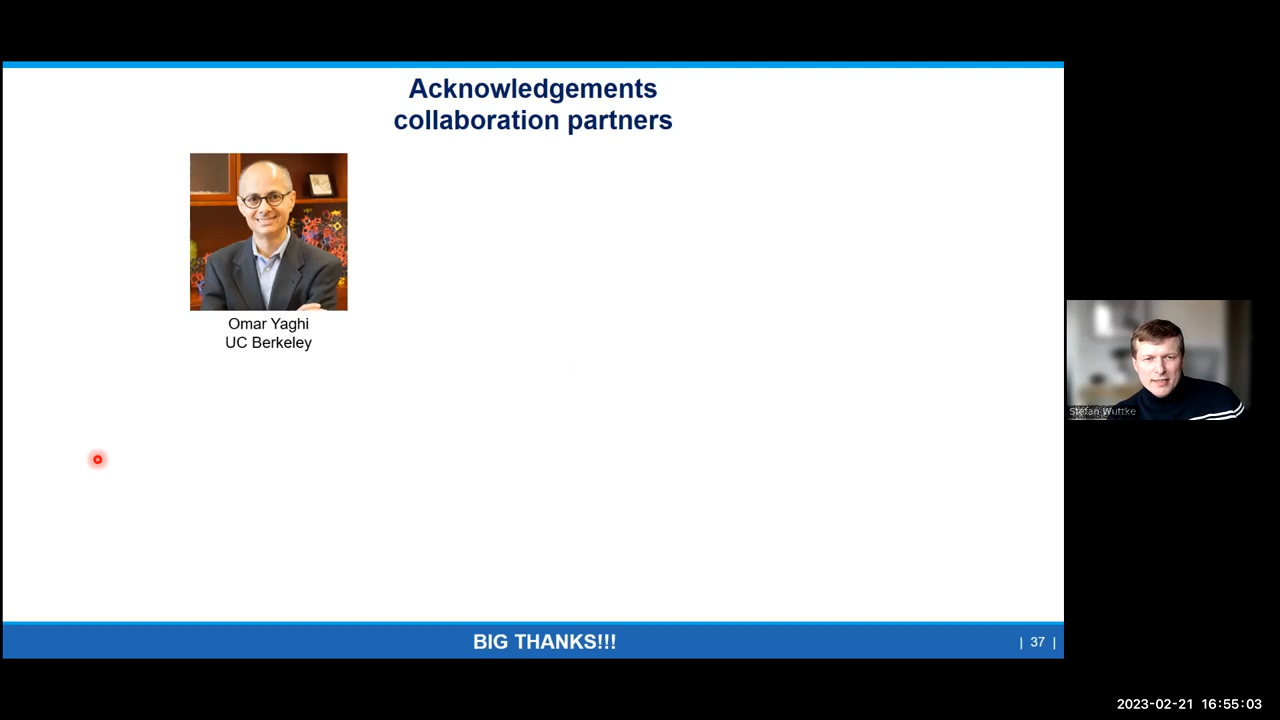 Acknowledgements
collaboration partners
Omar Yaghi
UC Berkeley
Stefan Wuttke
BIG THANKS!!!
| 37 |
2023-02-21 16:55:03